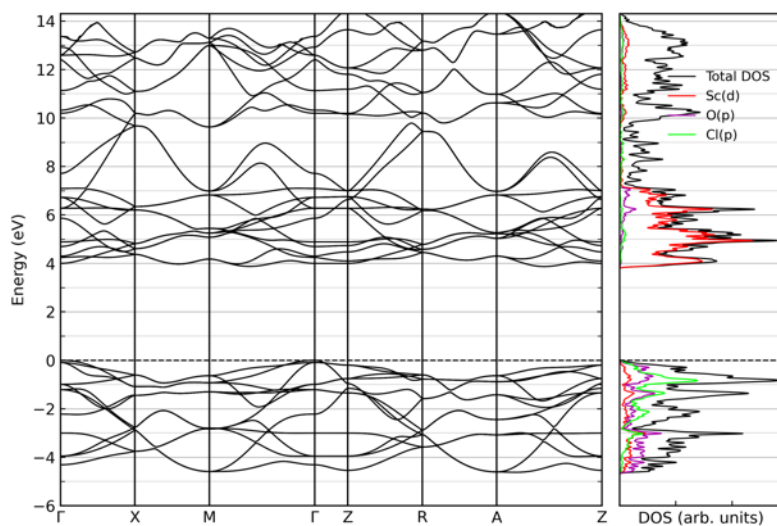 14
12
10
8
6
4
2
0
−2
−4
−6
Energy (eV)
Γ X M Γ Z R A Z
Total DOS
Sc(d)
O(p)
Cl(p)
DOS (arb. units)